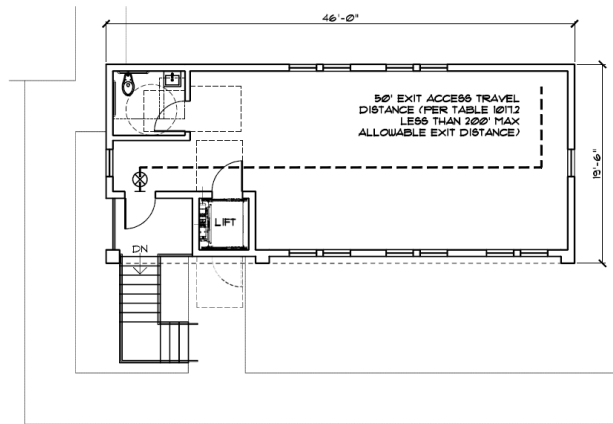 46'-0"
50' EXIT ACCESS TRAVEL
DISTANCE (PER TABLE 1017.2
LESS THAN 200' MAX
ALLOWABLE EXIT DISTANCE)
19'-6"
LIFT
DN